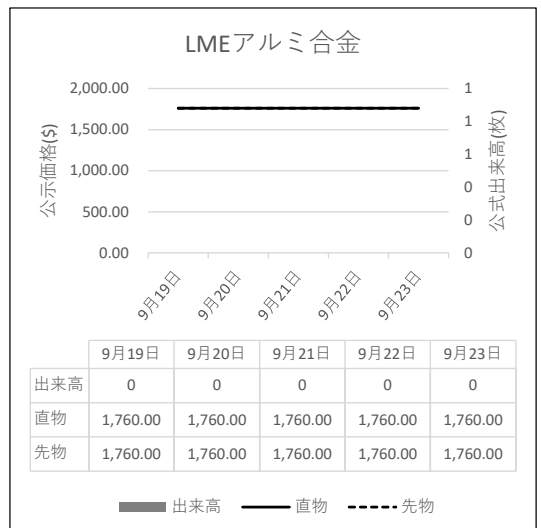 LMEアルミ合金
公示価格($)
2,000.00
1,500.00
1,000.00
500.00
0.00
1
1
1
0
0
0
公式出来高(枚)
9月19日
9月20日
9月21日
9月22日
9月23日
9月19日 9月20日 9月21日 9月22日 9月23日
出来高 0 0 0 0 0
直物 1,760.00 1,760.00 1,760.00 1,760.00 1,760.00
先物 1,760.00 1,760.00 1,760.00 1,760.00 1,760.00
出来高 直物 先物